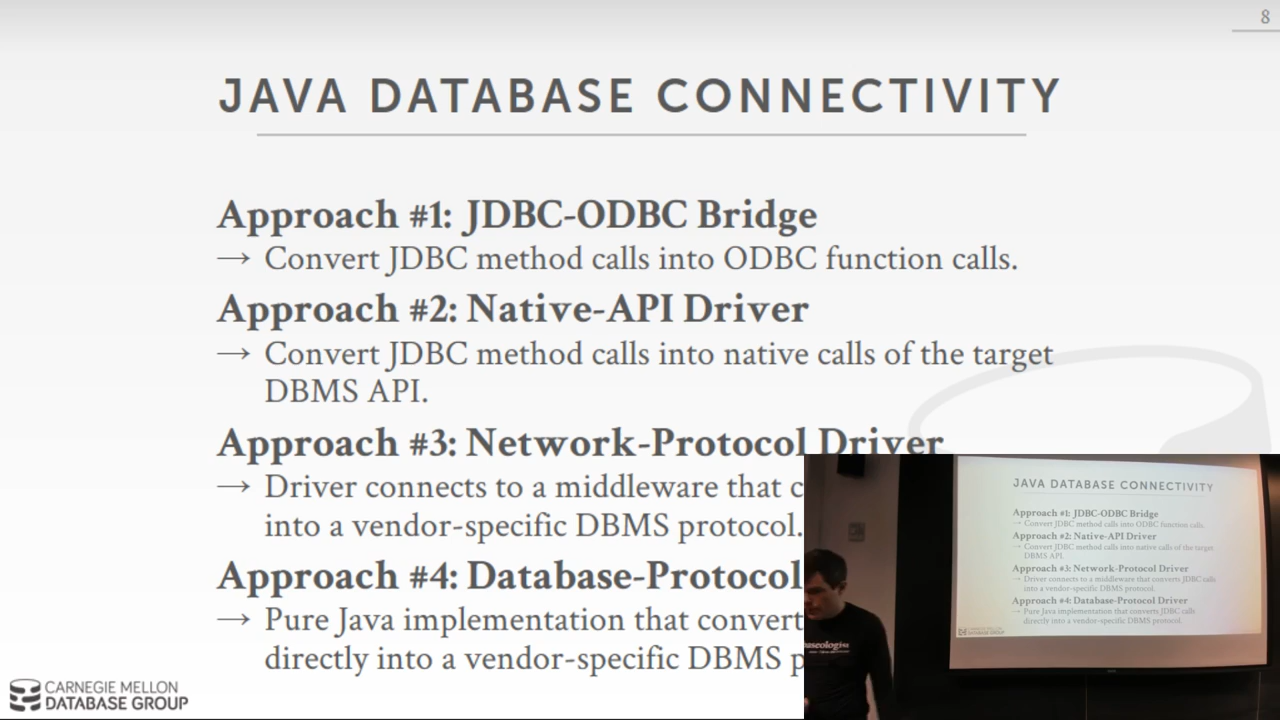 8
JAVA DATABASE CONNECTIVITY
Approach #1: JDBC-ODBC Bridge
→ Convert JDBC method calls into ODBC function calls.
Approach #2: Native-API Driver
→ Convert JDBC method calls into native calls of the target
DBMS API.
Approach #3: Network-Protocol Driver
→ Driver connects to a middleware that c
into a vendor-specific DBMS protocol.
Approach #4: Database-Protocol
→ Pure Java implementation that convert
directly into a vendor-specific DBMS p
CARNEGIE MELLON
DATABASE GROUP
JAVA DATABASE CONNECTIVITY
Approach #1: JDBC-ODBC Bridge
→ Convert JDBC method calls into ODBC function calls.
Approach #2: Native-API Driver
→ Convert JDBC method calls into native calls of the target
DBMS API.
Approach #3: Network-Protocol Driver
→ Driver connects to a middleware that converts JDBC calls
into a vendor-specific DBMS protocol.
Approach #4: Database-Protocol Driver
→ Pure Java implementation that converts JDBC calls
directly into a vendor-specific DBMS protocol.
CARNEGIE MELLON
DATABASE GROUP